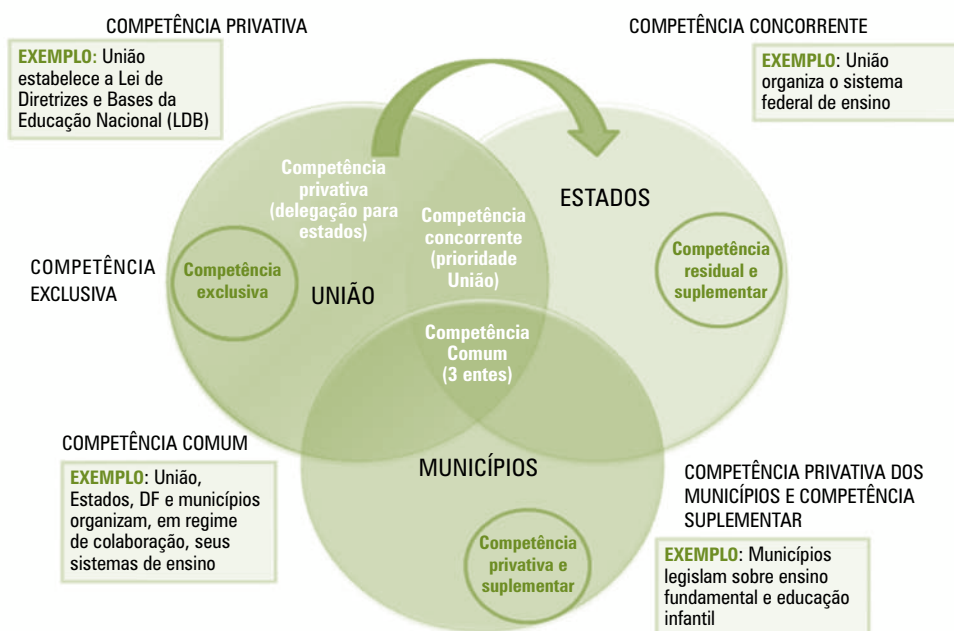 COMPETÊNCIA PRIVATIVA
EXEMPLO: União
estabelece a Lei de
Diretrizes e Bases da
Educação Nacional (LDB)
COMPETÊNCIA CONCORRENTE
EXEMPLO: União
organiza o sistema
federal de ensino
Competência
privativa
(delegação para
estados)
Competência
concorrente
(prioridade
União)
ESTADOS
Competência
residual e
suplementar
COMPETÊNCIA
EXCLUSIVA
Competência
exclusiva
UNIÃO
Competência
Comum
(3 entes)
COMPETÊNCIA COMUM
EXEMPLO: União,
Estados, DF e municípios
organizam, em regime
de colaboração, seus
sistemas de ensino
MUNICÍPIOS
Competência
privativa e
suplementar
COMPETÊNCIA PRIVATIVA DOS
MUNICÍPIOS E COMPETÊNCIA
SUPLEMENTAR
EXEMPLO: Municípios
legislam sobre ensino
fundamental e educação
infantil